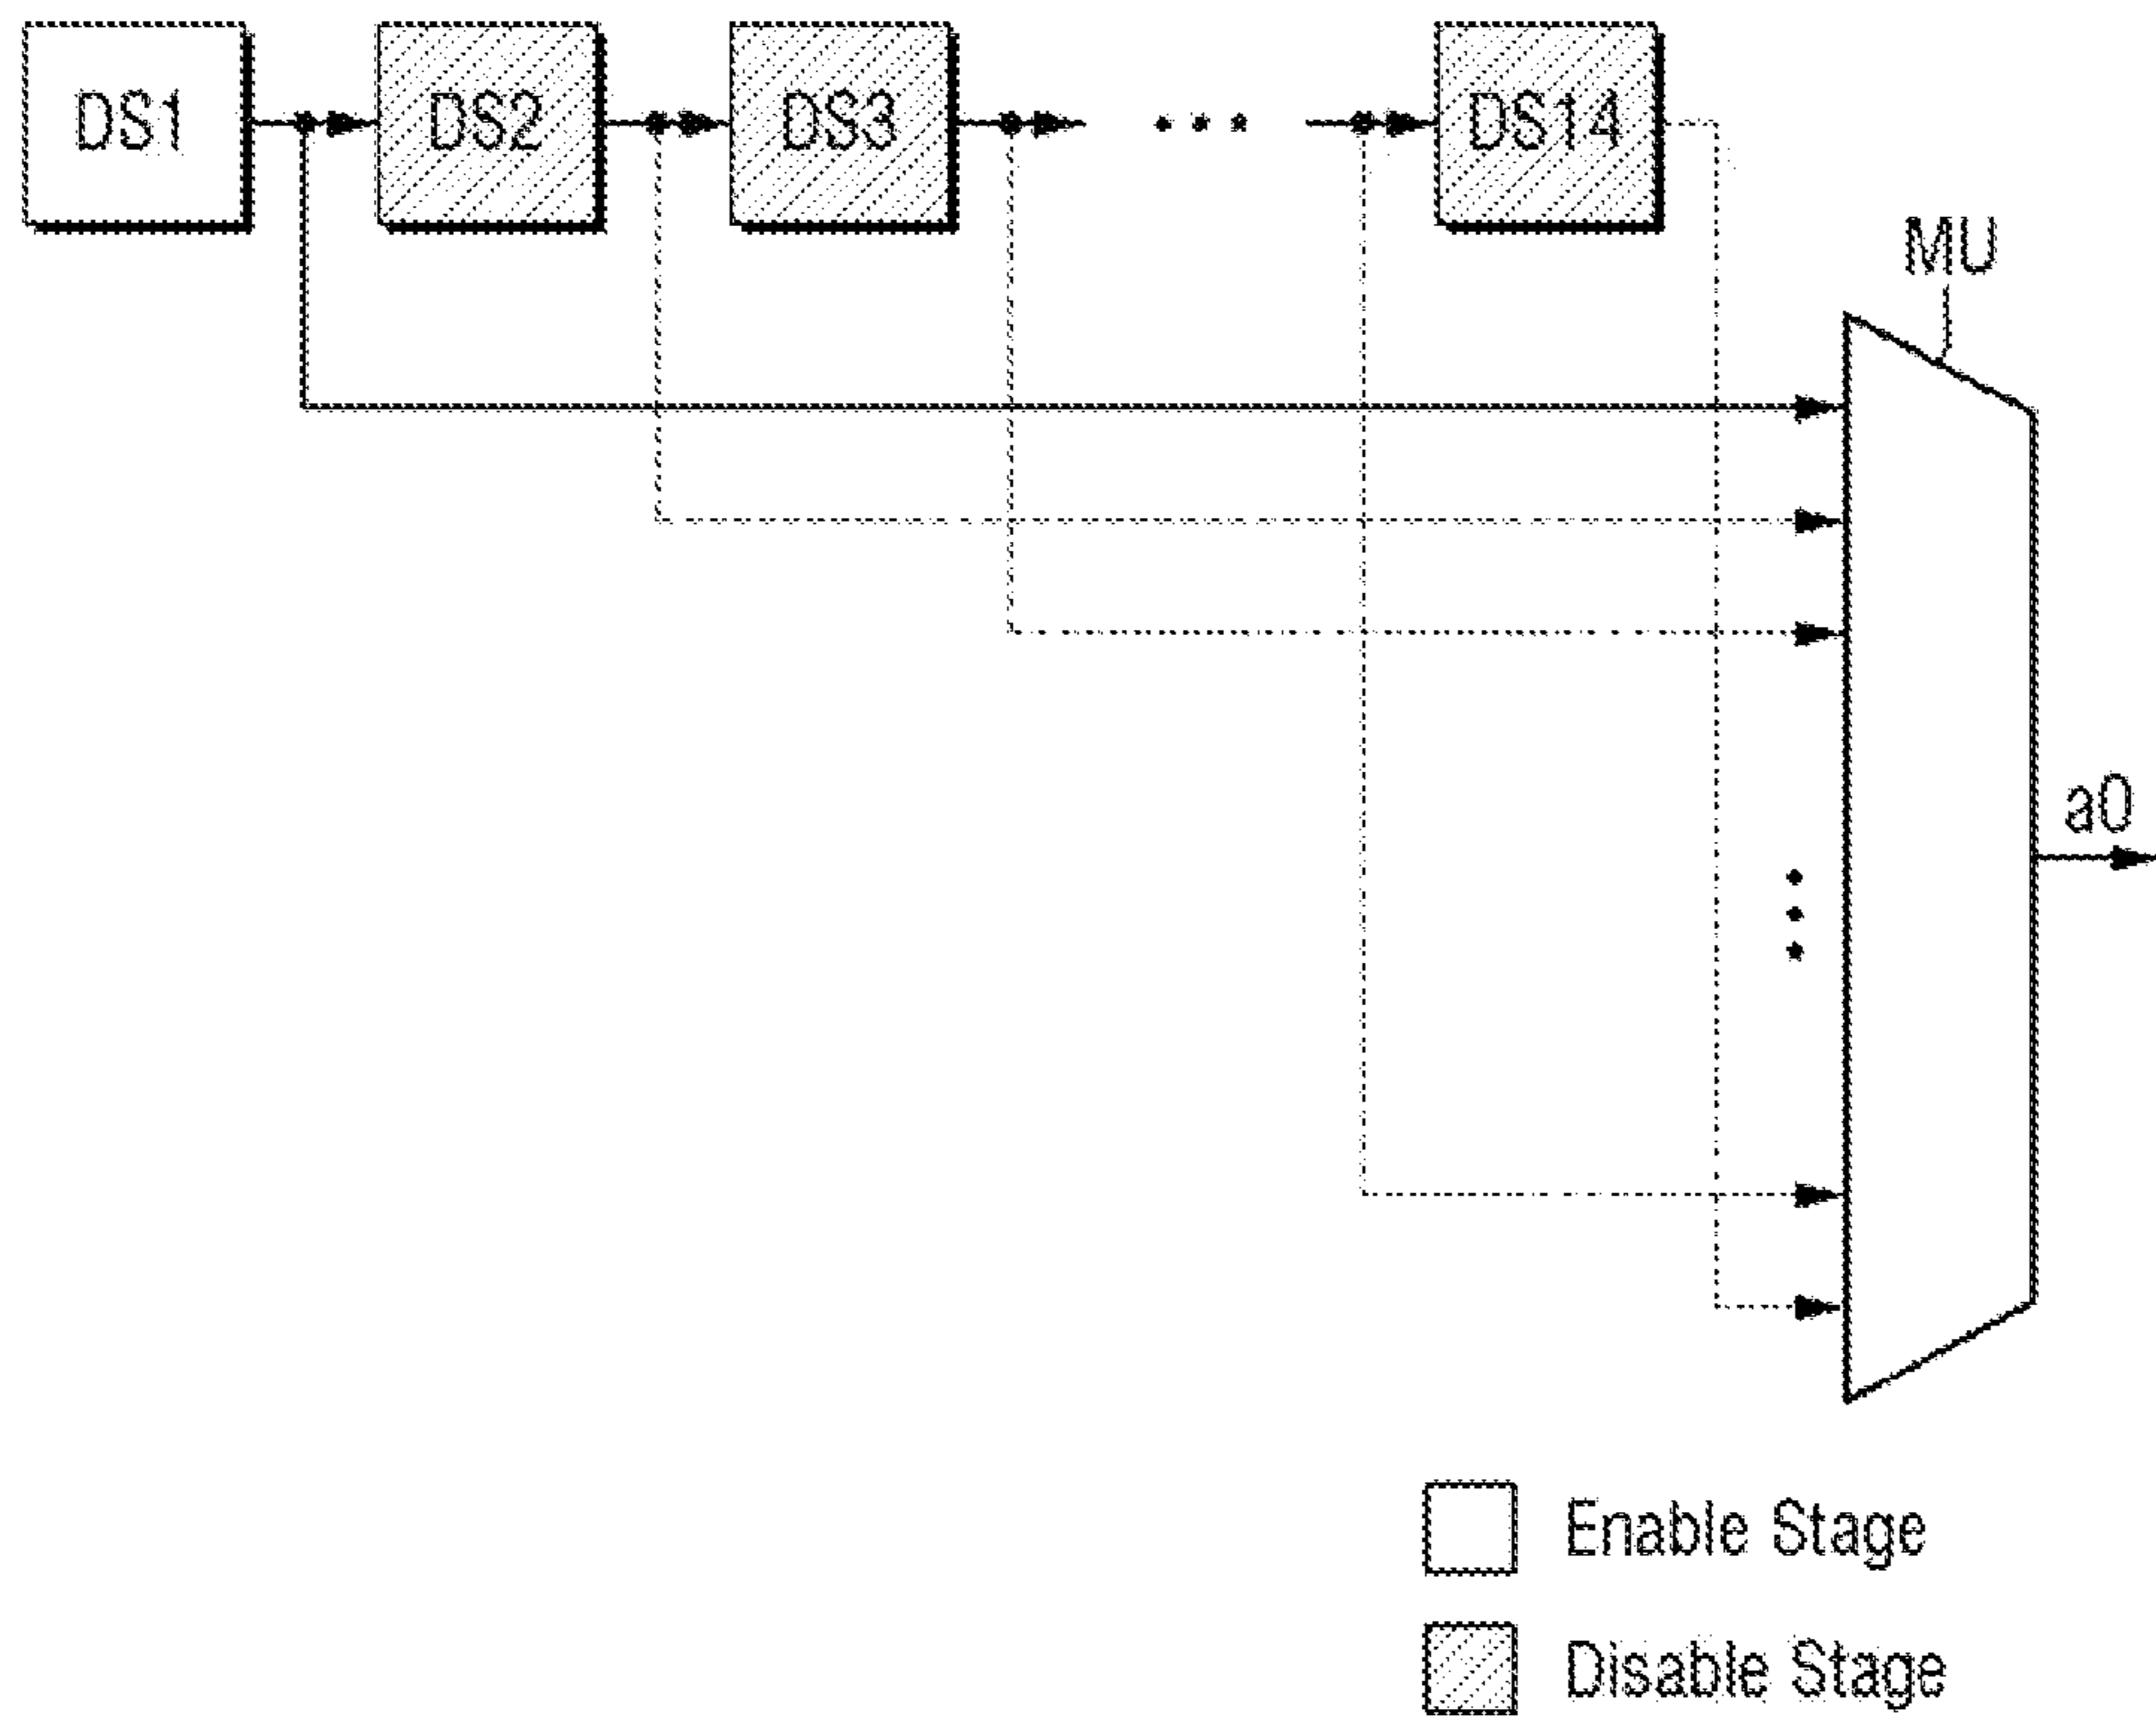 DS1
DS2
DS3
DS14
MU
a0
Enable Stage
Disable Stage